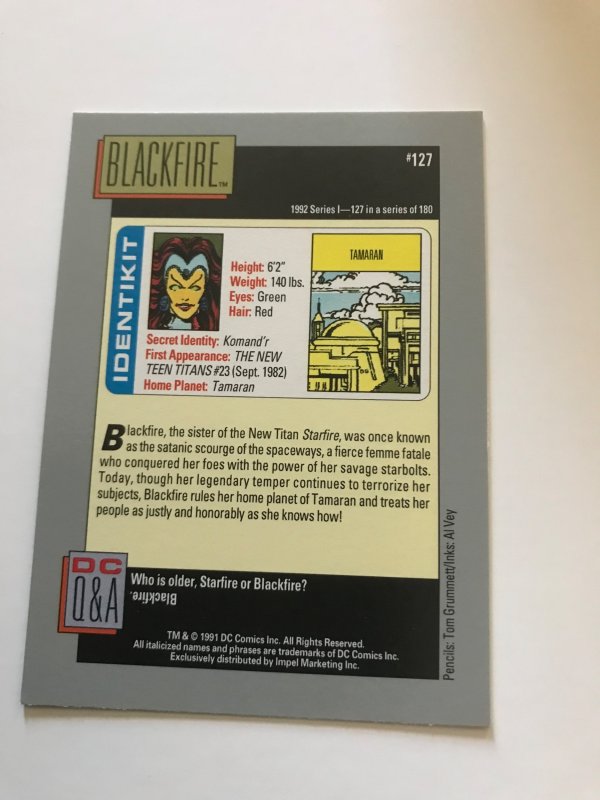 BLACKFIRE™
#127
1992 Series I—127 in a series of 180
IDENTIKIT
Height: 6'2"
Weight: 140 lbs.
Eyes: Green
Hair: Red
Secret Identity: Komand'r
First Appearance: THE NEW
TEEN TITANS #23 (Sept. 1982)
Home Planet: Tamaran
TAMARAN
Blackfire, the sister of the New Titan Starfire, was once known
as the satanic scourge of the spaceways, a fierce femme fatale
who conquered her foes with the power of her savage starbolts.
Today, though her legendary temper continues to terrorize her
subjects, Blackfire rules her home planet of Tamaran and treats her
people as justly and honorably as she knows how!
DC
Q&A
Who is older, Starfire or Blackfire?
Blackfire.
TM & © 1991 DC Comics Inc. All Rights Reserved.
All italicized names and phrases are trademarks of DC Comics Inc.
Exclusively distributed by Impel Marketing Inc.
Pencils: Tom Grummett/Inks: Al Vey